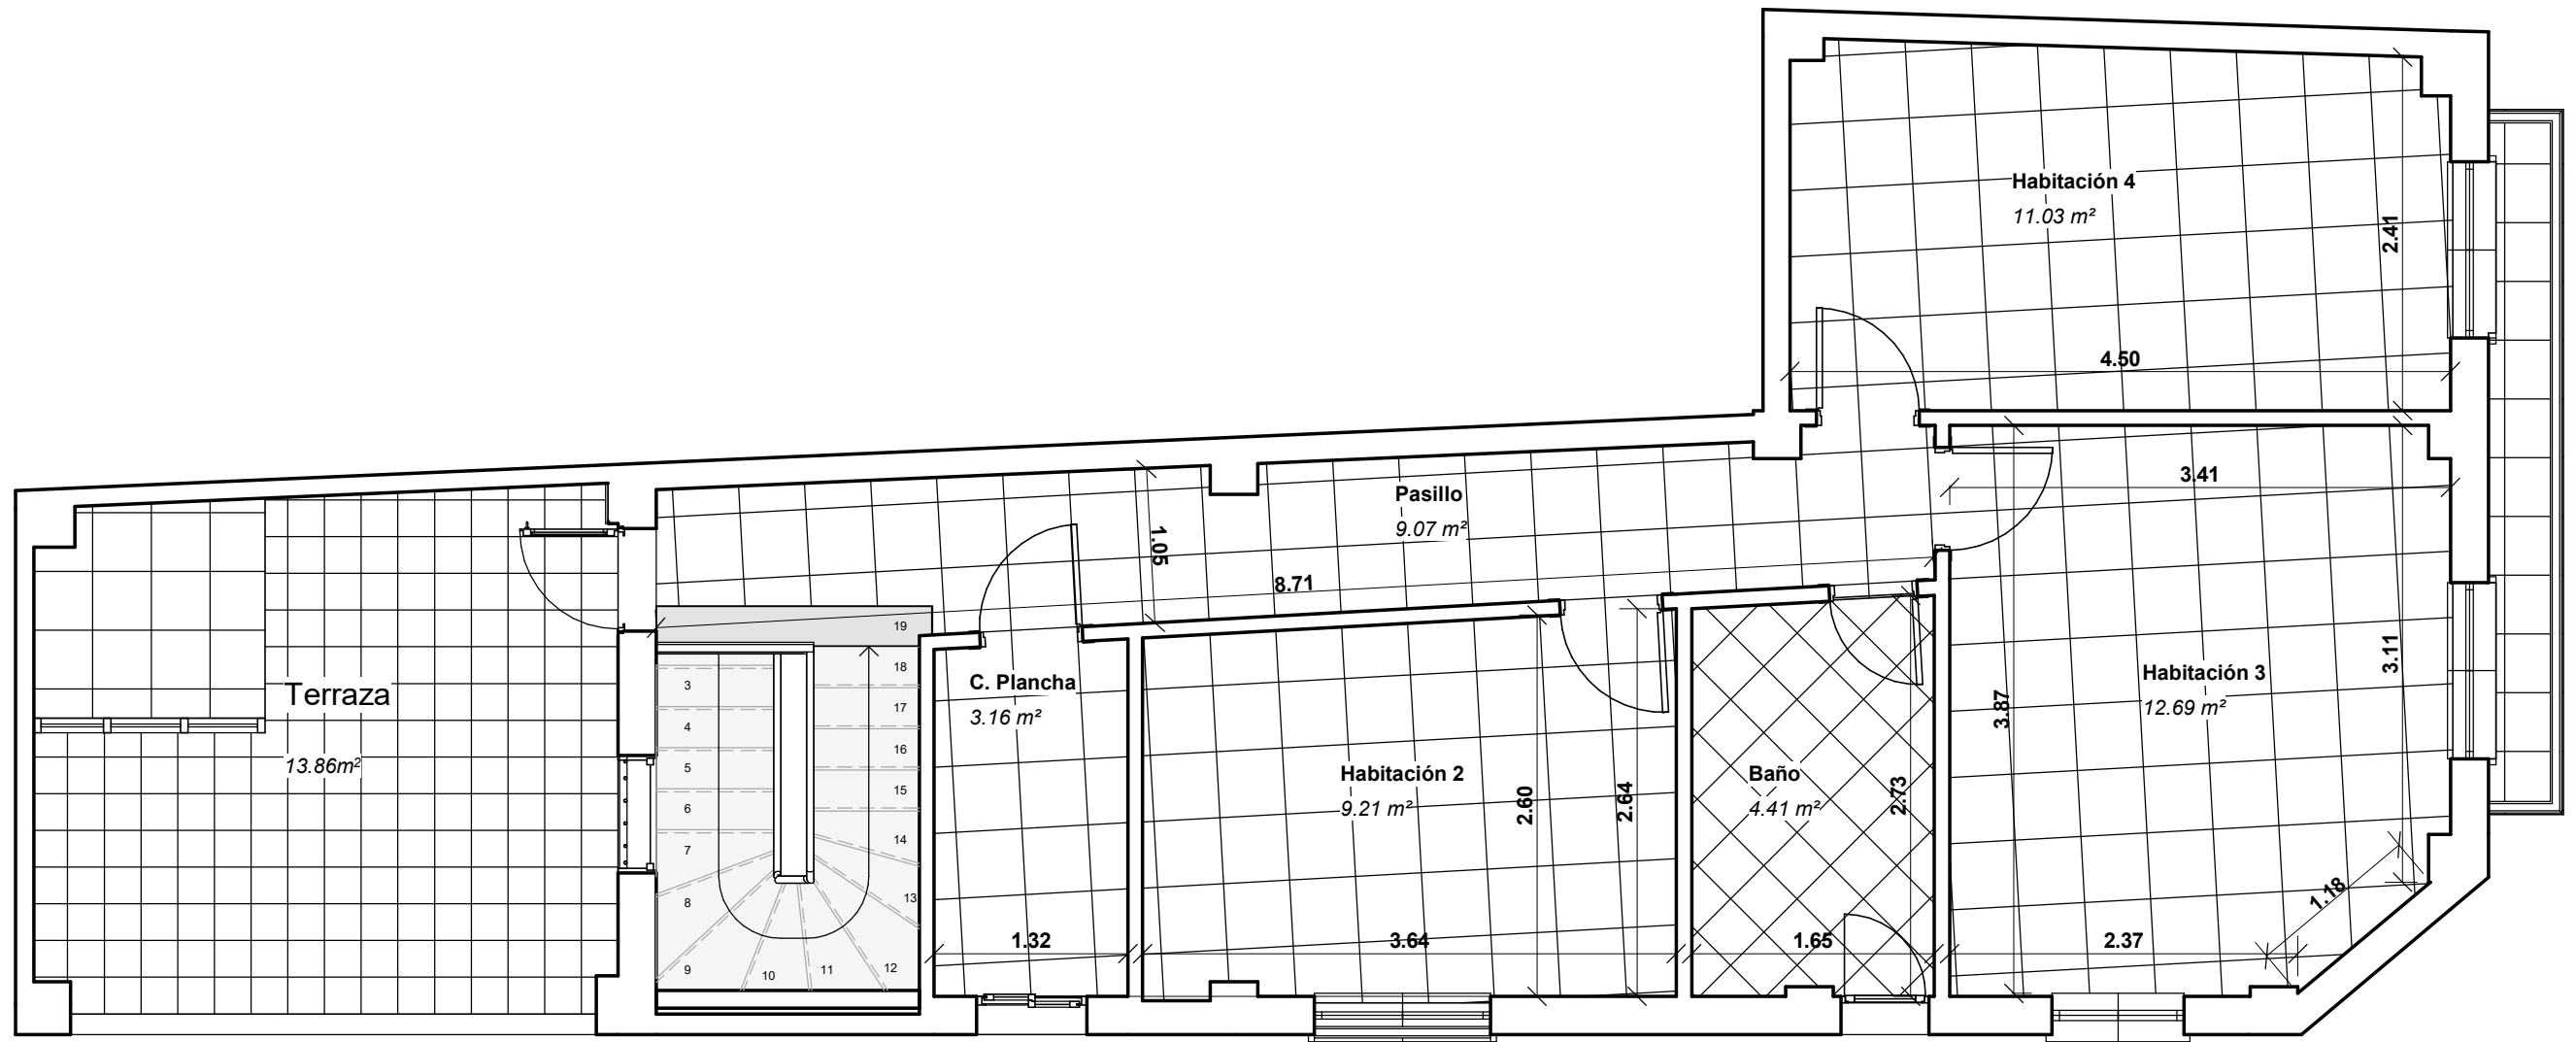 Habitación 4
11.03 m²
2.41
4.50
Pasillo
9.07 m²
3.41
1.05
8.71
19
18
17
16
15
14
13
12
11
10
9
8
7
6
5
4
3
Terraza
13.86m²
C. Plancha
3.16 m²
1.32
Habitación 2
9.21 m²
2.60
2.64
3.64
Baño
4.41 m²
2.73
1.65
Habitación 3
12.69 m²
3.87
3.11
1.18
2.37